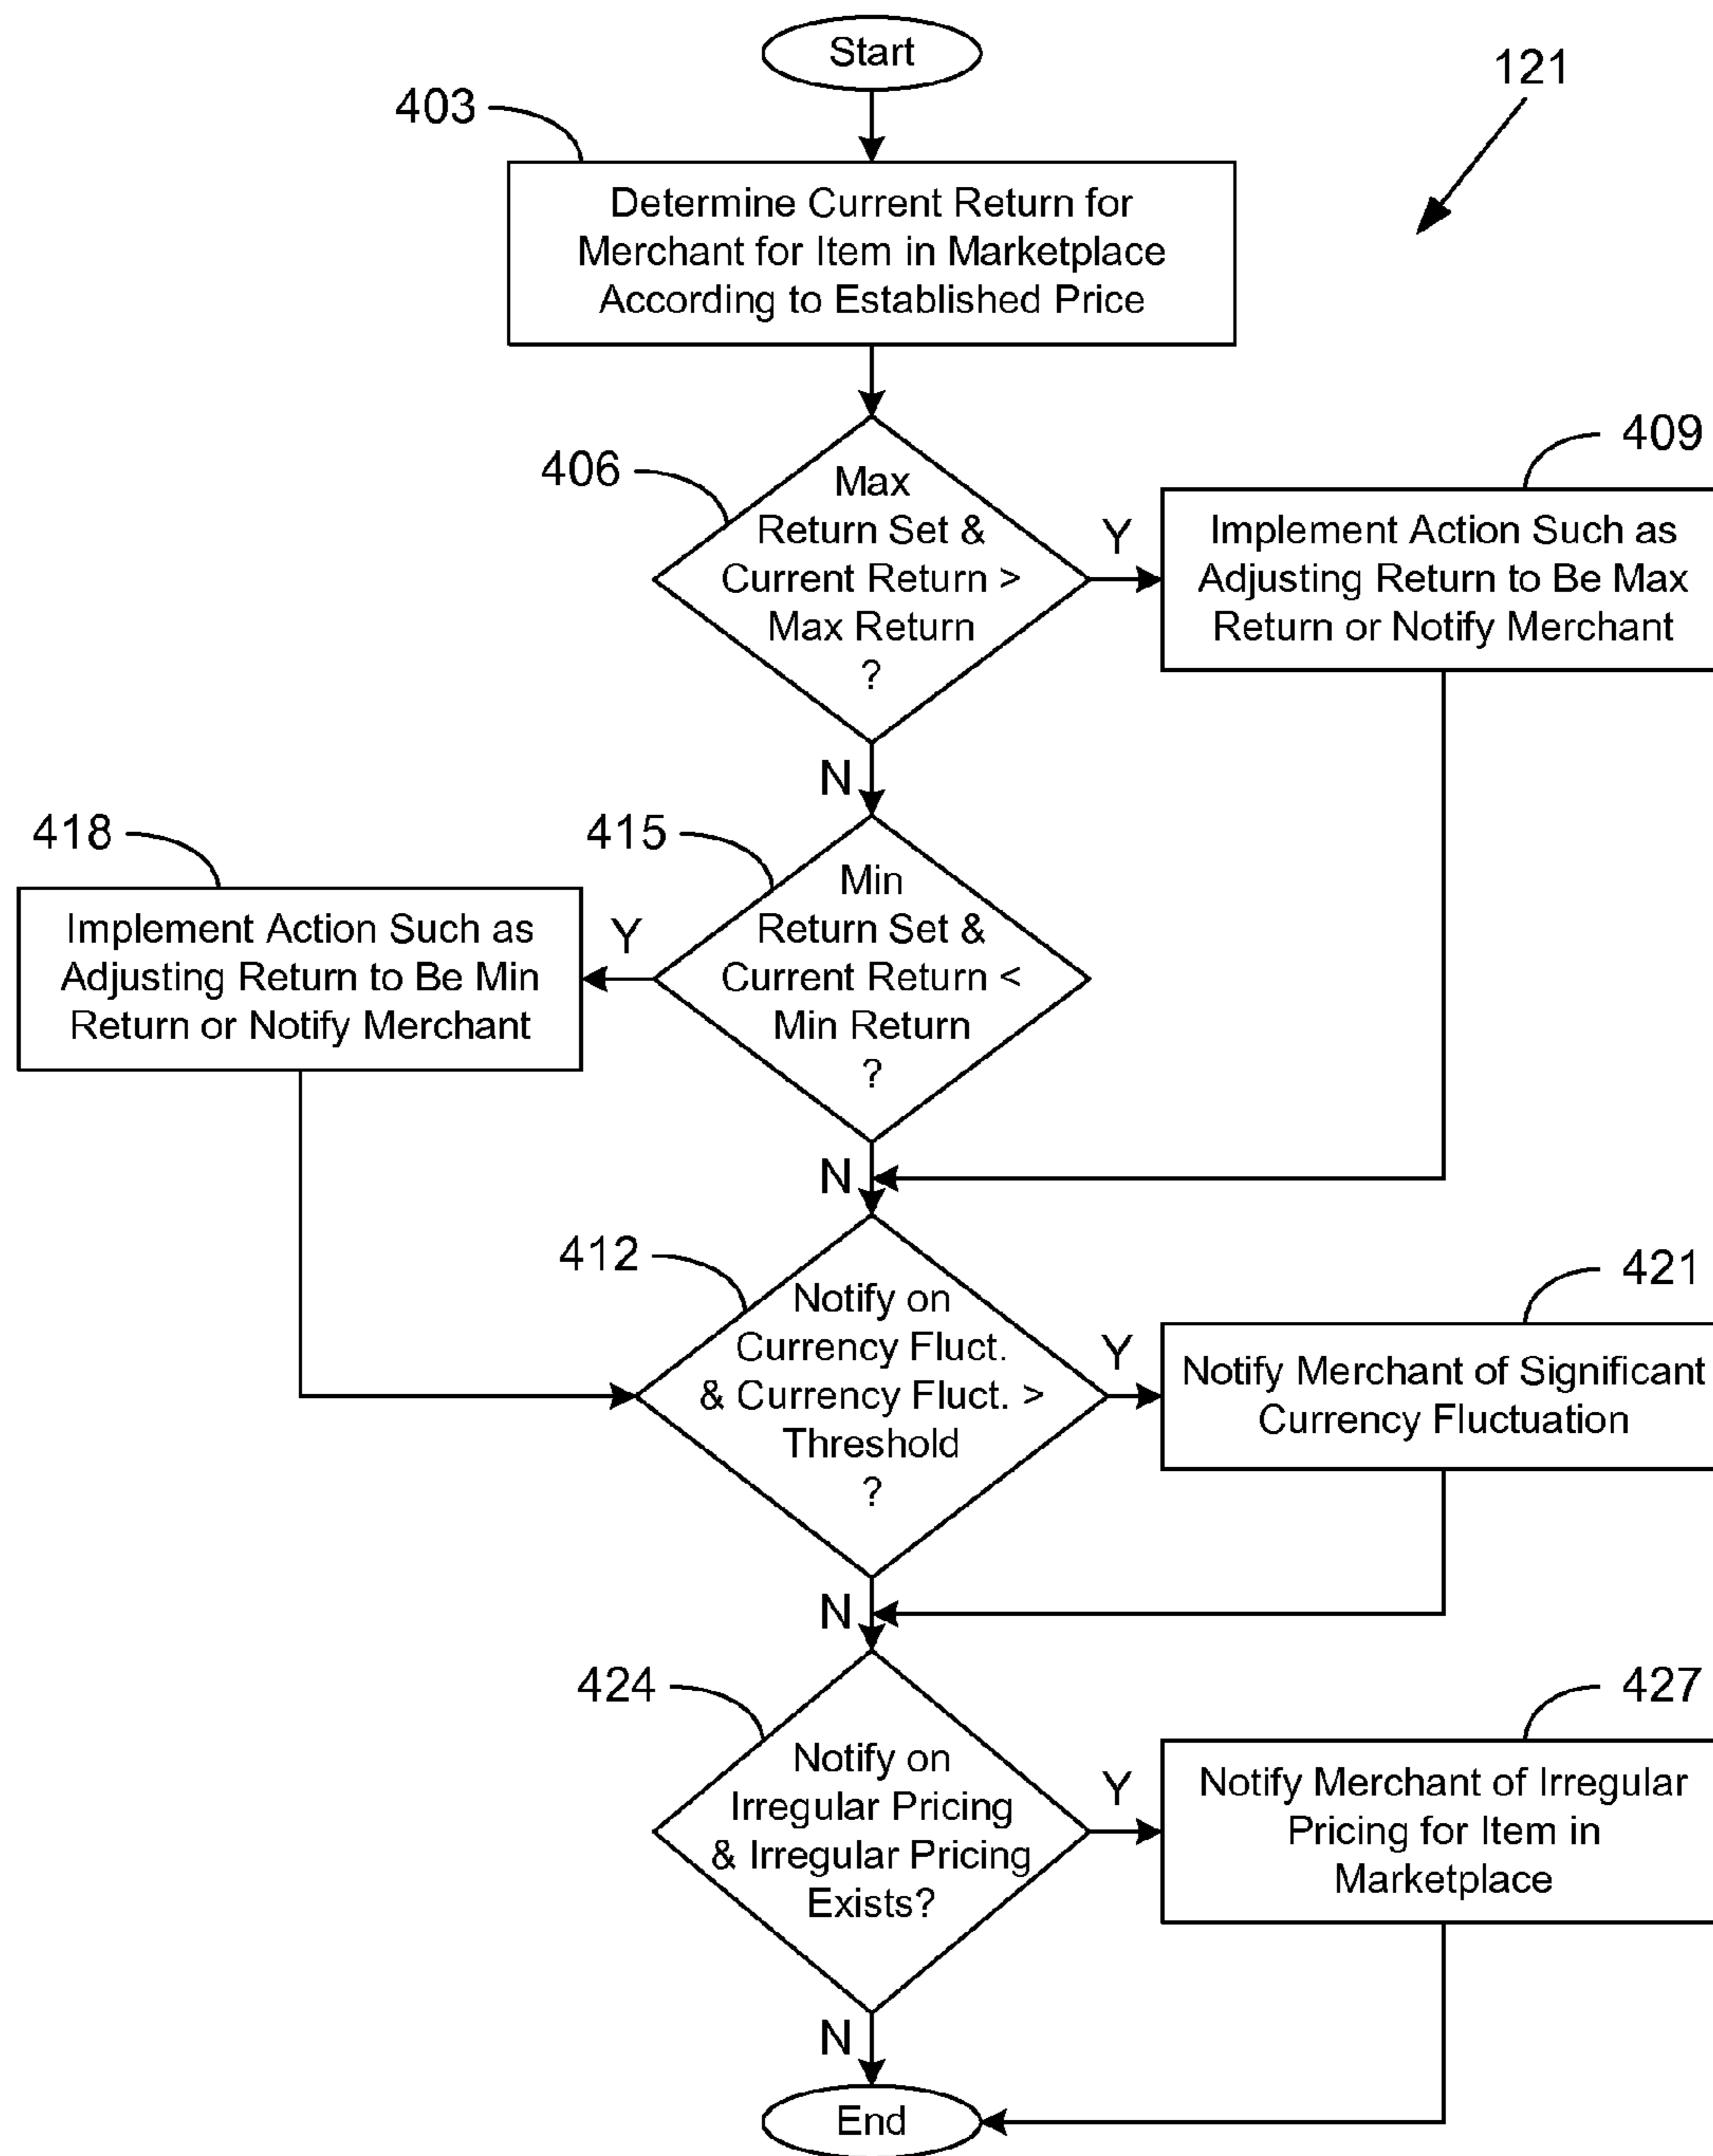 Start
121
403
Determine Current Return for
Merchant for Item in Marketplace
According to Established Price
406
Max
Return Set &
Current Return >
Max Return
?
Y
409
Implement Action Such as
Adjusting Return to Be Max
Return or Notify Merchant
N
418
Implement Action Such as
Adjusting Return to Be Min
Return or Notify Merchant
Y
415
Min
Return Set &
Current Return <
Min Return
?
N
412
Notify on
Currency Fluct.
& Currency Fluct. >
Threshold
?
Y
421
Notify Merchant of Significant
Currency Fluctuation
N
424
Notify on
Irregular Pricing
& Irregular Pricing
Exists?
Y
427
Notify Merchant of Irregular
Pricing for Item in
Marketplace
N
End